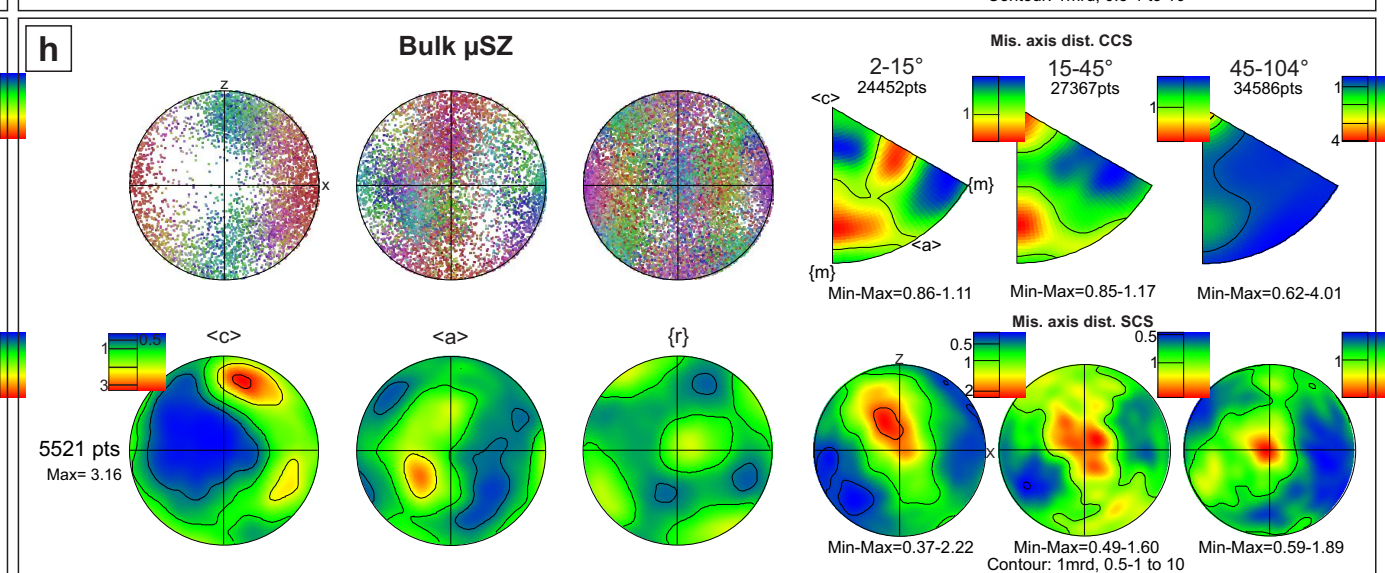 h
Bulk µSZ
Mis. axis dist. CCS
2-15°
24452pts
15-45°
27367pts
45-104°
34586pts
z
x
<c>
{m}
<a>
{m}
1
1
1
4
Min-Max=0.86-1.11
Min-Max=0.85-1.17
Min-Max=0.62-4.01
Mis. axis dist. SCS
<c>
<a>
{r}
0.5
1
3
5521 pts
Max= 3.16
Z
X
0.5
1
2
0.5
1
1
Min-Max=0.37-2.22
Min-Max=0.49-1.60
Min-Max=0.59-1.89
Contour: 1mrd, 0.5-1 to 10